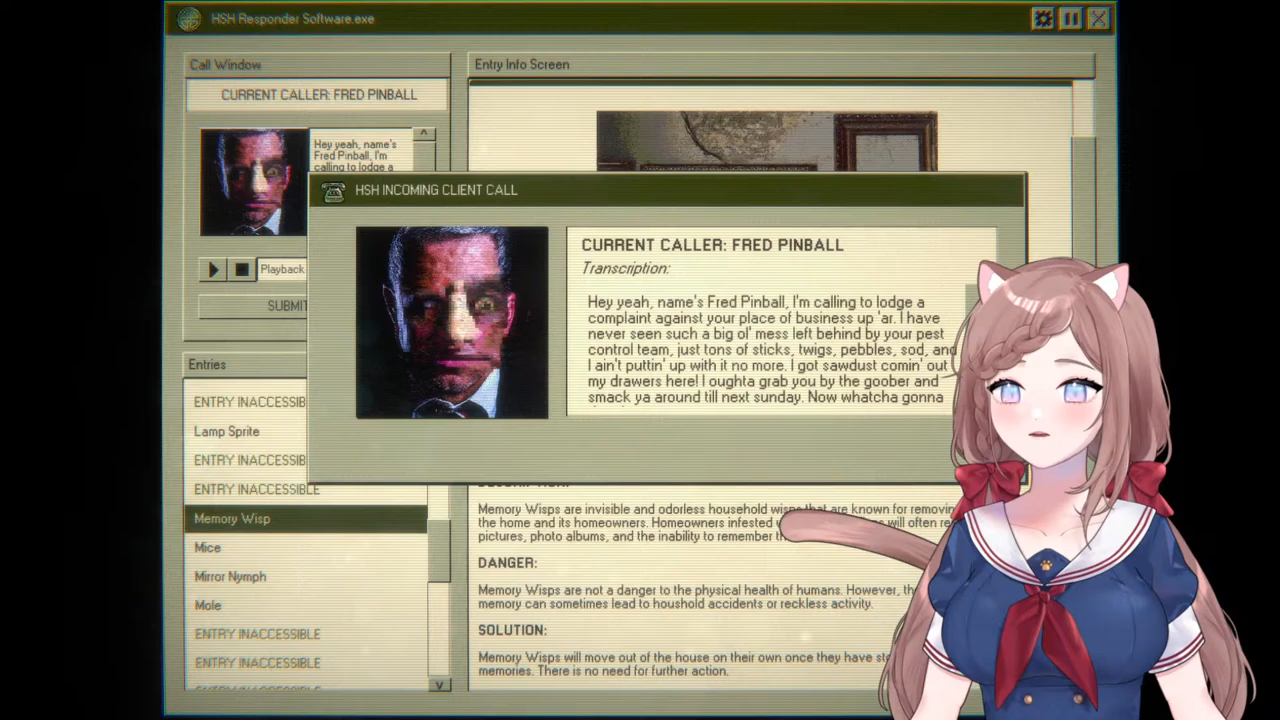 HSH Responder Software.exe
Call Window
CURRENT CALLER: FRED PINBALL
Hey yeah, name's
Fred Pinball, I'm
calling to lodge a
Playback
SUBMIT
Entries
ENTRY INACCESSIB
Lamp Sprite
ENTRY INACCESSIB
ENTRY INACCESSIBLE
Memory Wisp
Mice
Mirror Nymph
Mole
ENTRY INACCESSIBLE
ENTRY INACCESSIBLE
Entry Info Screen
HSH INCOMING CLIENT CALL
CURRENT CALLER: FRED PINBALL
Transcription:
Hey yeah, name's Fred Pinball, I'm calling to lodge a
complaint against your place of business up 'ar. I have
never seen such a big ol' mess left behind by your pest
control team, just tons of sticks, twigs, pebbles, sod, and
I ain't puttin' up with it no more. I got sawdust comin' out
my drawers here! I oughta grab you by the goober and
smack ya around till next sunday. Now whatcha gonna
Memory Wisps are invisible and odorless household wisps that are known for removin
the home and its homeowners. Homeowners infested will often re
pictures, photo albums, and the inability to remember
DANGER:
Memory Wisps are not a danger to the physical health of humans. However,
memory can sometimes lead to houshold accidents or reckless activity.
SOLUTION:
Memory Wisps will move out of the house on their own once they have
memories. There is no need for further action.